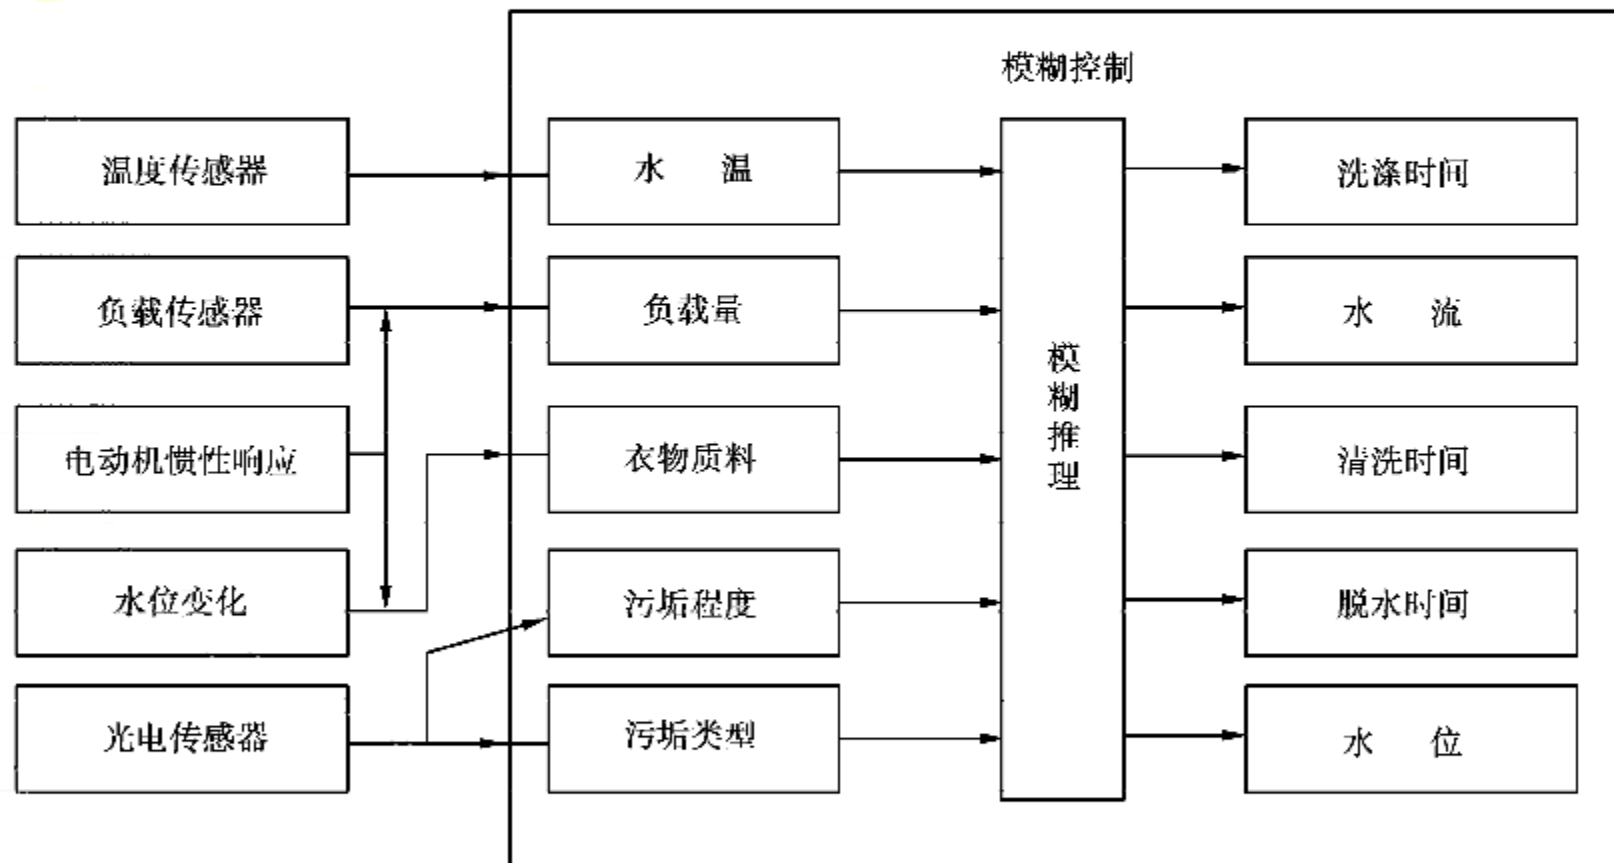 模糊控制
温度传感器
水 温
洗涤时间
负载传感器
负载量
水 流
模糊推理
电动机惯性响应
衣物质料
清洗时间
水位变化
污垢程度
脱水时间
光电传感器
污垢类型
水 位